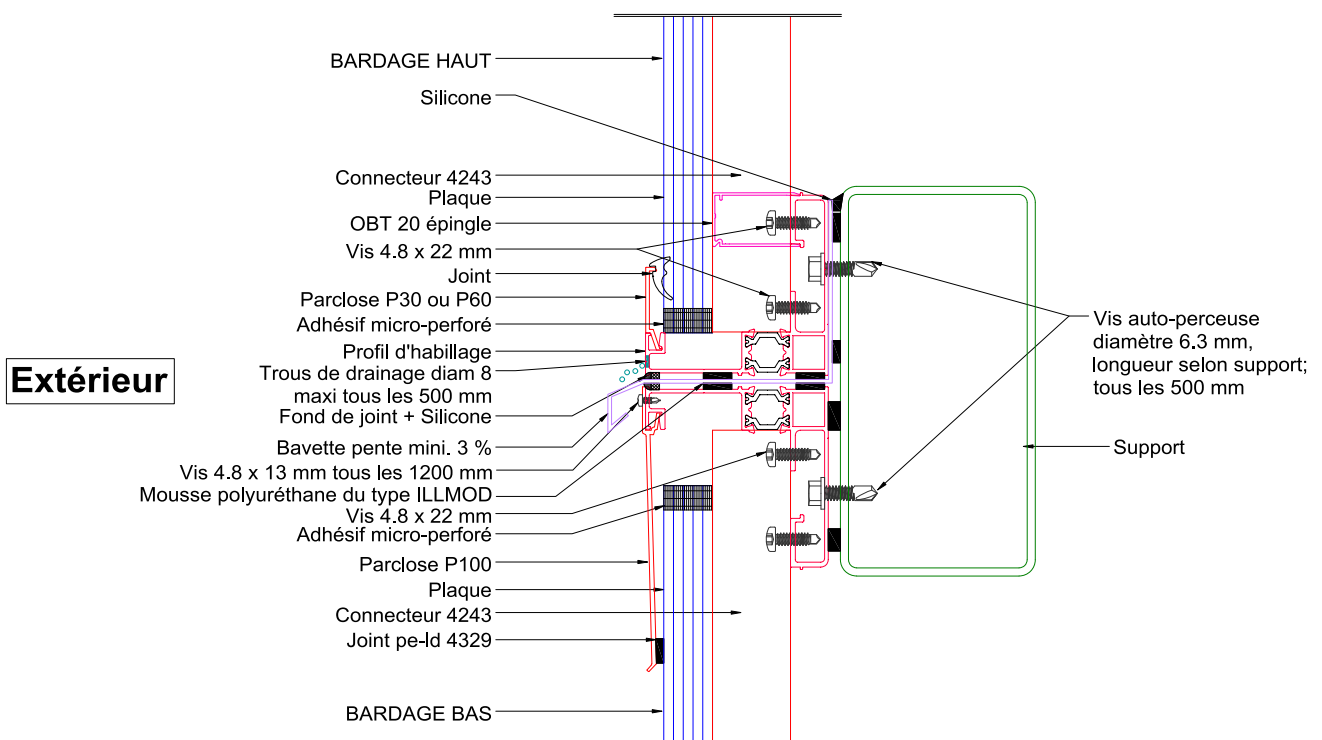 BARDAGE HAUT
Silicone
Connecteur 4243
Plaque
OBT 20 épingle
Vis 4.8 x 22 mm
Joint
Parclose P30 ou P60
Adhésif micro-perforé
Profil d'habillage
Trous de drainage diam 8
maxi tous les 500 mm
Fond de joint + Silicone
Bavette pente mini. 3 %
Vis 4.8 x 13 mm tous les 1200 mm
Mousse polyuréthane du type ILLMOD
Vis 4.8 x 22 mm
Adhésif micro-perforé
Parclose P100
Plaque
Connecteur 4243
Joint pe-ld 4329
BARDAGE BAS
Extérieur
Vis auto-perceuse
diamètre 6.3 mm,
longueur selon support;
tous les 500 mm
Support